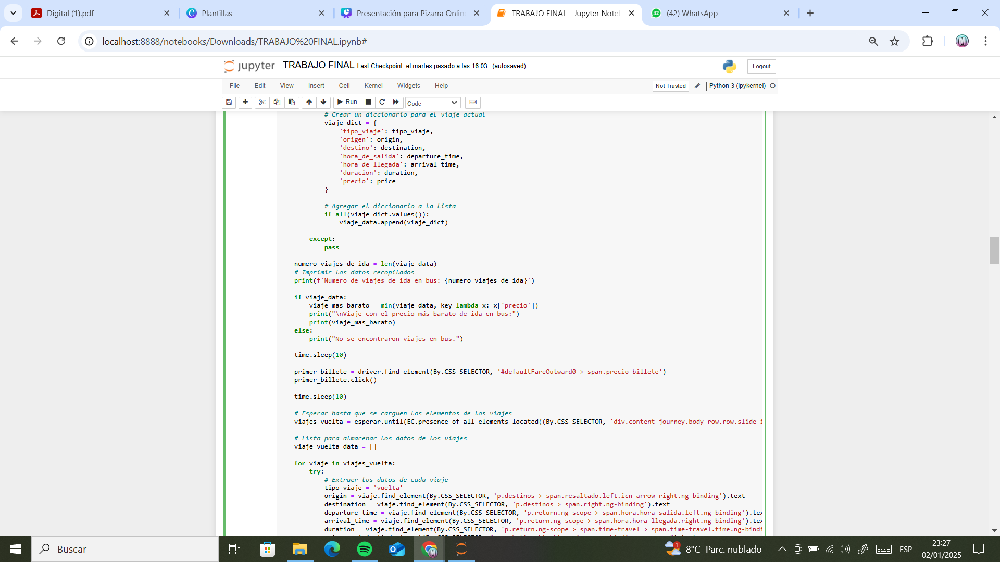 Digital (1).pdf
Plantillas
Presentación para Pizarra Onlin
TRABAJO FINAL - Jupyter Noteb
42
(42) WhatsApp
localhost:8888/notebooks/Downloads/TRABAJO%20FINAL.ipynb#
M
jupyter TRABAJO FINAL Last Checkpoint: el martes pasado a las 16:03 (autosaved)
Logout
File Edit View Insert Cell Kernel Widgets Help
Not Trusted
Python 3 (ipykernel)
Run
Code
# Crear un diccionario para el viaje actual
viaje_dict = {
'tipo_viaje': tipo_viaje,
'origen': origin,
'destino': destination,
'hora_de_salida': departure_time,
'hora_de_llegada': arrival_time,
'duracion': duration,
'precio': price
}
# Agregar el diccionario a la lista
if all(viaje_dict.values()):
viaje_data.append(viaje_dict)
except:
pass
numero_viajes_de_ida = len(viaje_data)
# Imprimir los datos recopilados
print(f'Numero de viajes de ida en bus: {numero_viajes_de_ida}')
if viaje_data:
viaje_mas_barato = min(viaje_data, key=lambda x: x['precio'])
print("\nViaje con el precio más barato de ida en bus:")
print(viaje_mas_barato)
else:
print("No se encontraron viajes en bus.")
time.sleep(10)
primer_billete = driver.find_element(By.CSS_SELECTOR, '#defaultFareOutward0 > span.precio-billete')
primer_billete.click()
time.sleep(10)
# Esperar hasta que se carguen los elementos de los viajes
viajes_vuelta = esperar.until(EC.presence_of_all_elements_located((By.CSS_SELECTOR, 'div.content-journey.body-row.row.slide-i
# Lista para almacenar los datos de los viajes
viaje_vuelta_data = []
for viaje in viajes_vuelta:
try:
# Extraer los datos de cada viaje
tipo_viaje = 'vuelta'
origin = viaje.find_element(By.CSS_SELECTOR, 'p.destinos > span.resaltado.left.icn-arrow-right.ng-binding').text
destination = viaje.find_element(By.CSS_SELECTOR, 'p.destinos > span.right.ng-binding').text
departure_time = viaje.find_element(By.CSS_SELECTOR, 'p.return.ng-scope > span.hora.hora-salida.left.ng-binding').tex
arrival_time = viaje.find_element(By.CSS_SELECTOR, 'p.return.ng-scope > span.hora.hora-llegada.right.ng-binding').tex
duration = viaje.find_element(By.CSS_SELECTOR, 'p.return.ng-scope > span.time-travel > span.time-travel.time.ng-bindi
Buscar
1
8°C Parc. nublado
ESP
23:27
02/01/2025